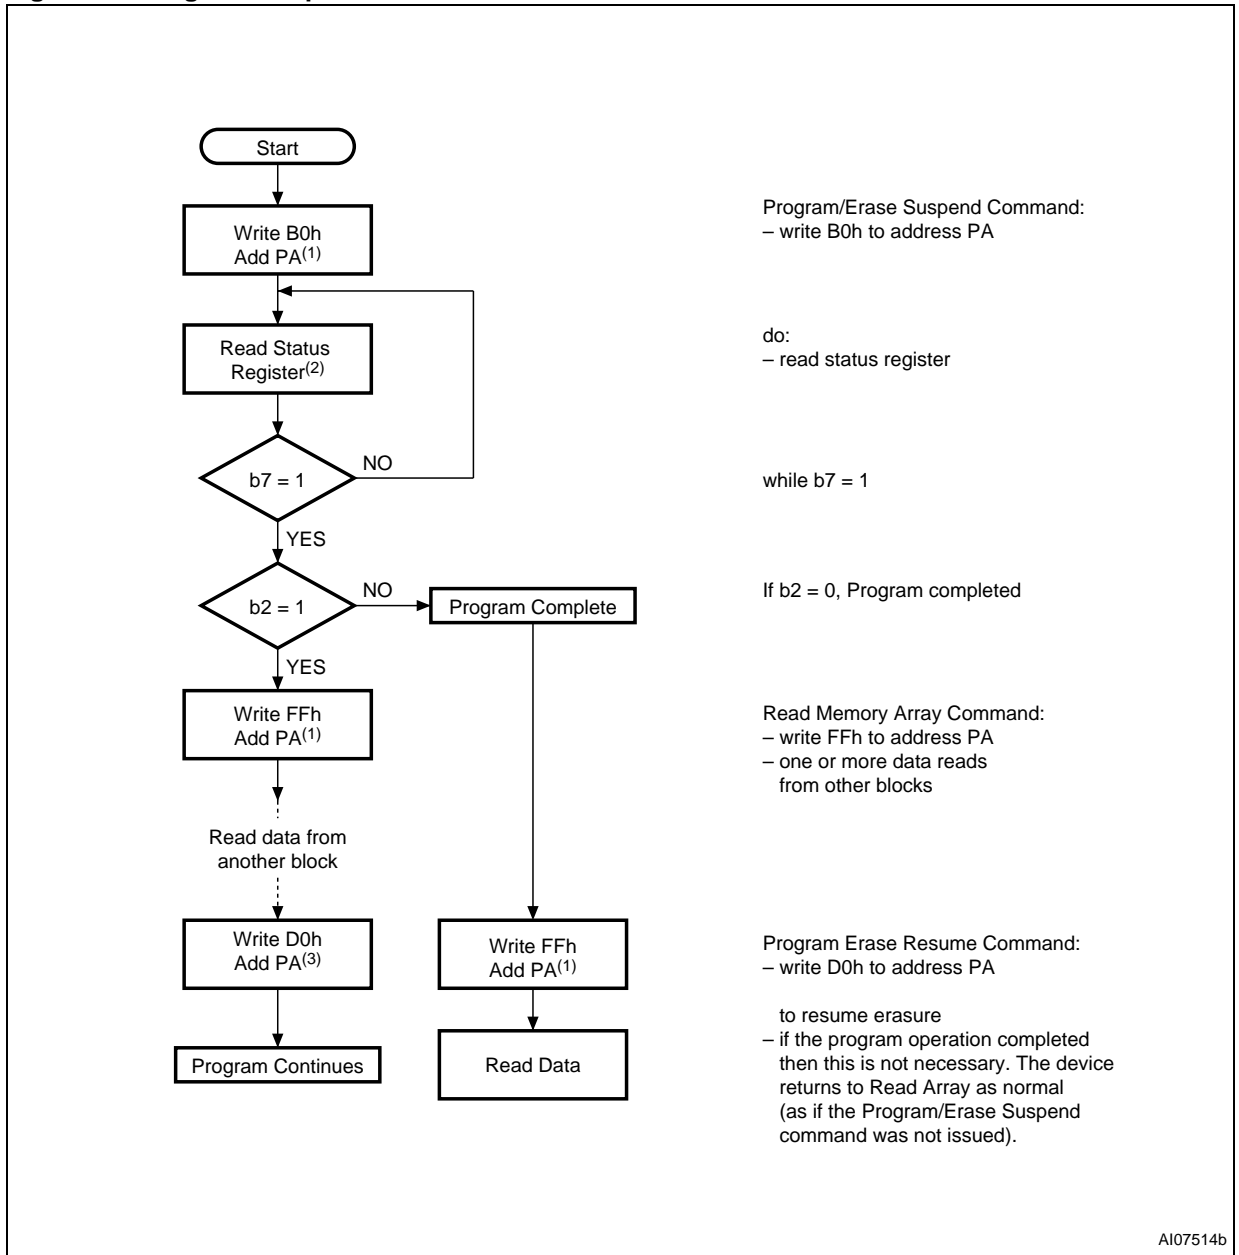 Start
Write B0h
Add PA(1)
Program/Erase Suspend Command:
– write B0h to address PA
Read Status
Register(2)
do:
– read status register
b7 = 1
NO
while b7 = 1
YES
b2 = 1
NO
Program Complete
If b2 = 0, Program completed
YES
Write FFh
Add PA(1)
Read Memory Array Command:
– write FFh to address PA
– one or more data reads
from other blocks
Read data from
another block
Write D0h
Add PA(3)
Write FFh
Add PA(1)
Program Erase Resume Command:
– write D0h to address PA
to resume erasure
– if the program operation completed
then this is not necessary. The device
returns to Read Array as normal
(as if the Program/Erase Suspend
command was not issued).
Program Continues
Read Data
AI07514b